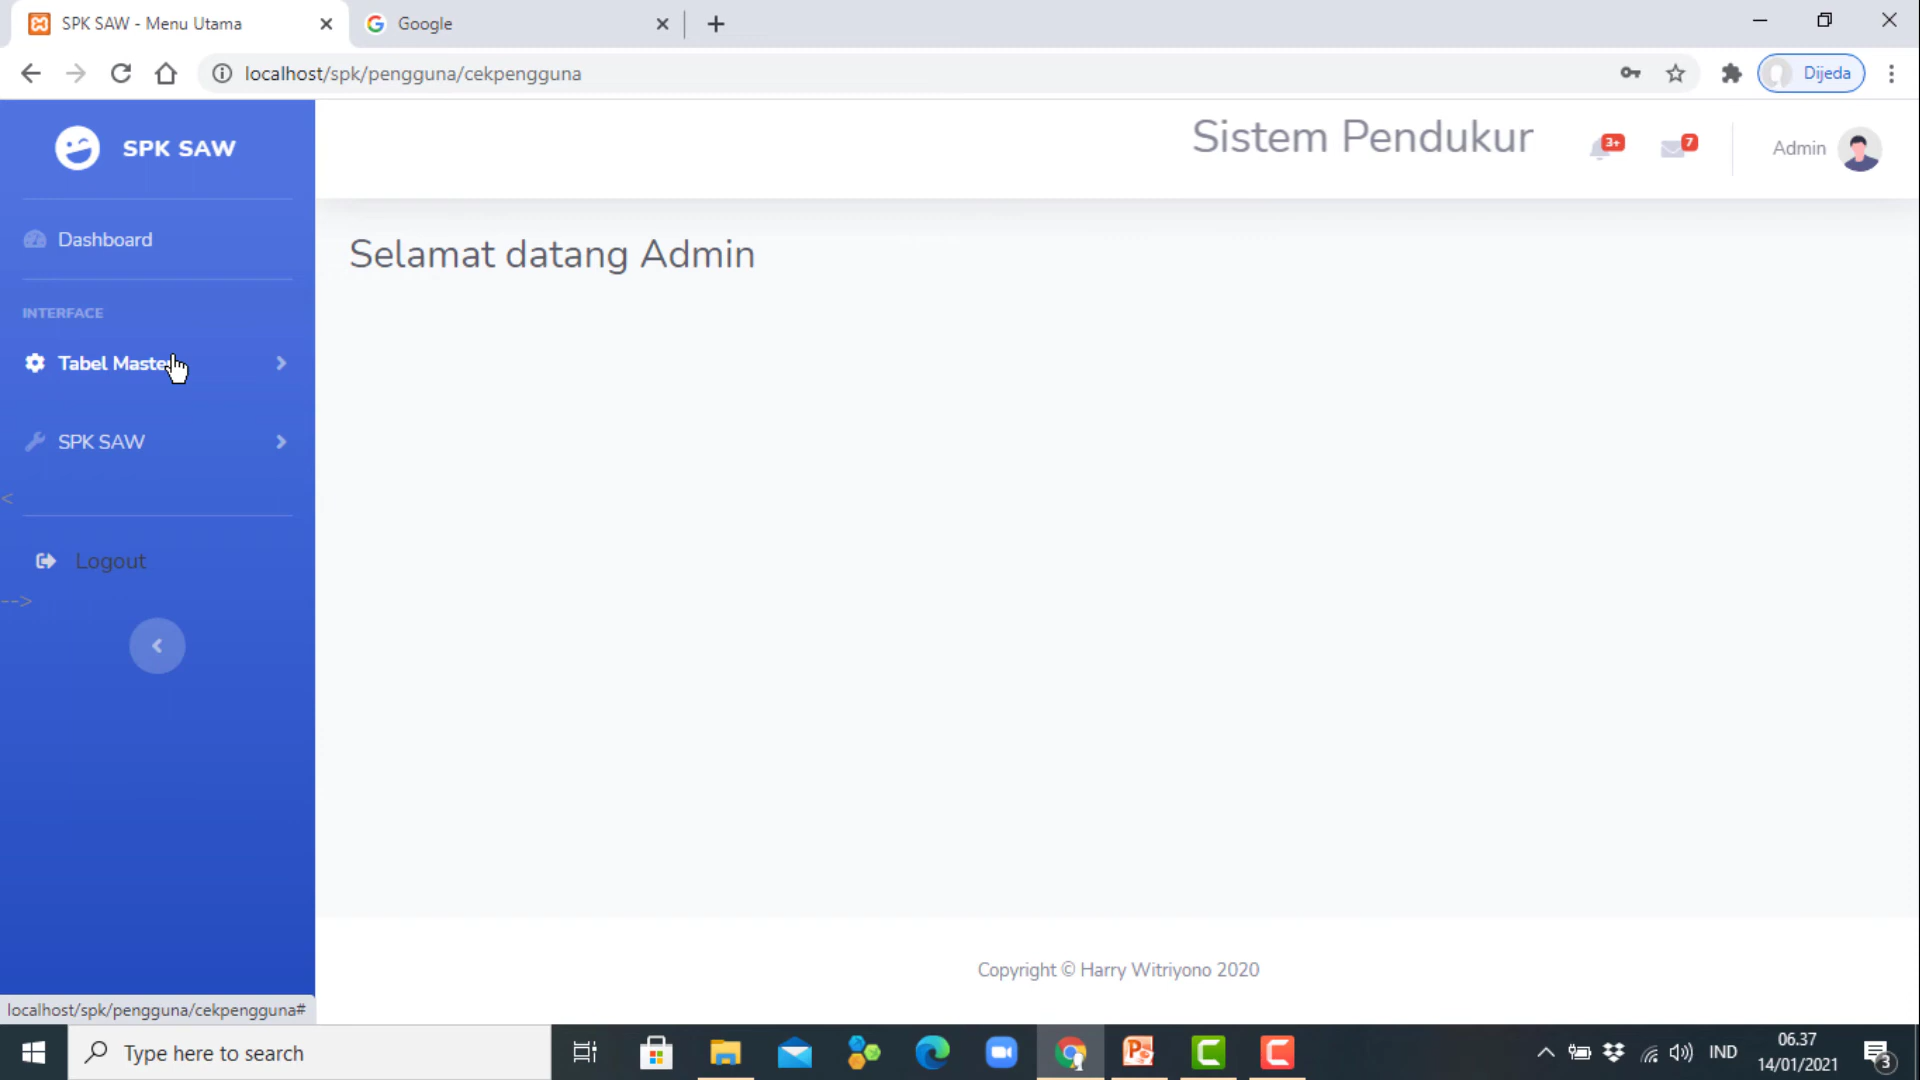 SPK SAW - Menu Utama
Google
localhost/spk/pengguna/cekpengguna
Dijeda
SPK SAW
Sistem Pendukur
3+
7
Admin
Dashboard
Selamat datang Admin
INTERFACE
Tabel Master
SPK SAW
<
Logout
-->
Copyright © Harry Witriyono 2020
localhost/spk/pengguna/cekpengguna#
Type here to search
IND
06.37
14/01/2021
3